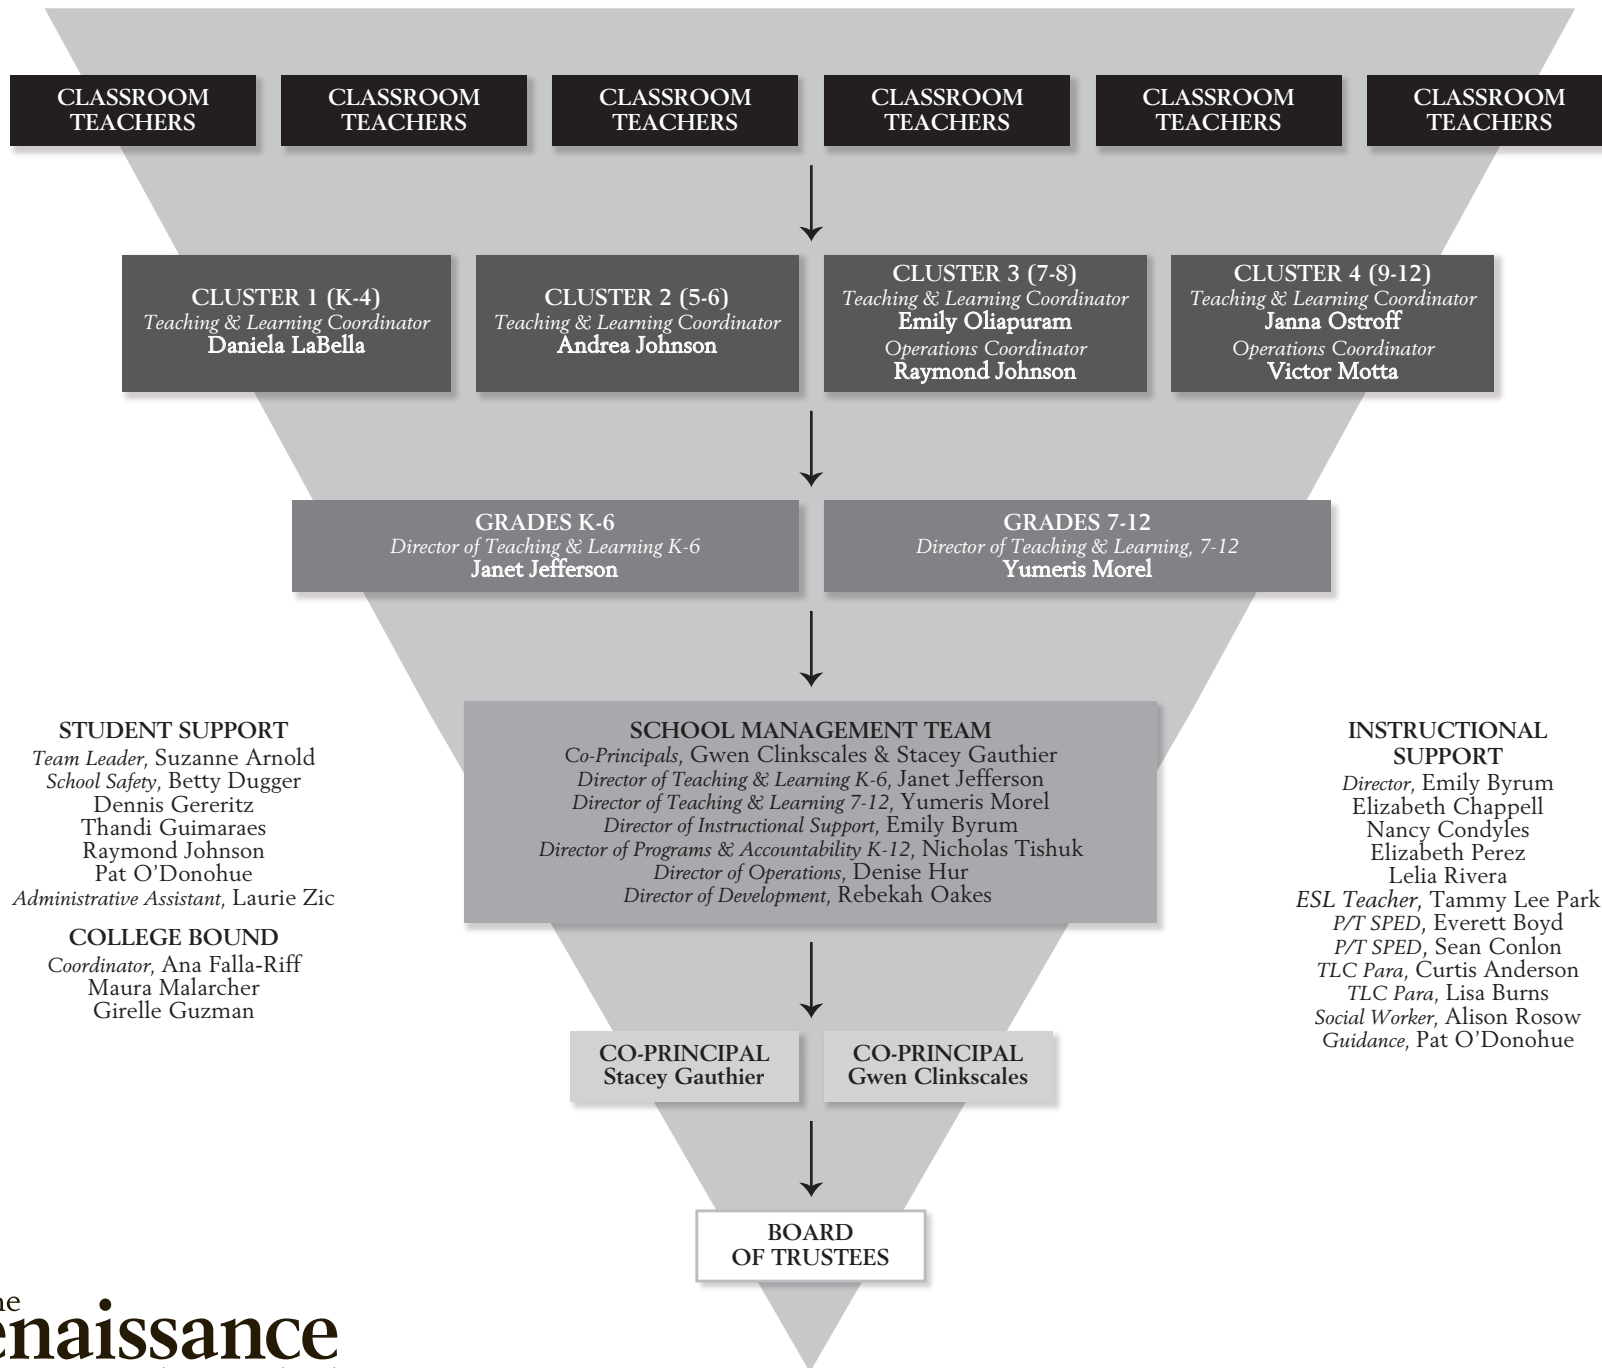 CLASSROOM
TEACHERS
CLASSROOM
TEACHERS
CLASSROOM
TEACHERS
CLASSROOM
TEACHERS
CLASSROOM
TEACHERS
CLASSROOM
TEACHERS
CLUSTER 1 (K-4)
Teaching & Learning Coordinator
Daniela LaBella
CLUSTER 2 (5-6)
Teaching & Learning Coordinator
Andrea Johnson
CLUSTER 3 (7-8)
Teaching & Learning Coordinator
Emily Oliapuram
Operations Coordinator
Raymond Johnson
CLUSTER 4 (9-12)
Teaching & Learning Coordinator
Janna Ostroff
Operations Coordinator
Victor Motta
GRADES K-6
Director of Teaching & Learning K-6
Janet Jefferson
GRADES 7-12
Director of Teaching & Learning, 7-12
Yumeris Morel
STUDENT SUPPORT
Team Leader, Suzanne Arnold
School Safety, Betty Dugger
Dennis Gereritz
Thandi Guimaraes
Raymond Johnson
Pat O'Donohue
Administrative Assistant, Laurie Zic
COLLEGE BOUND
Coordinator, Ana Falla-Riff
Maura Malarcher
Girelle Guzman
SCHOOL MANAGEMENT TEAM
Co-Principals, Gwen Clinkscales & Stacey Gauthier
Director of Teaching & Learning K-6, Janet Jefferson
Director of Teaching & Learning 7-12, Yumeris Morel
Director of Instructional Support, Emily Byrum
Director of Programs & Accountability K-12, Nicholas Tishuk
Director of Operations, Denise Hur
Director of Development, Rebekah Oakes
INSTRUCTIONAL
SUPPORT
Director, Emily Byrum
Elizabeth Chappell
Nancy Condyles
Elizabeth Perez
Lelia Rivera
ESL Teacher, Tammy Lee Park
P/T SPED, Everett Boyd
P/T SPED, Sean Conlon
TLC Para, Curtis Anderson
TLC Para, Lisa Burns
Social Worker, Alison Rosow
Guidance, Pat O'Donohue
CO-PRINCIPAL
Stacey Gauthier
CO-PRINCIPAL
Gwen Clinkscales
BOARD
OF TRUSTEES
he
enaissance